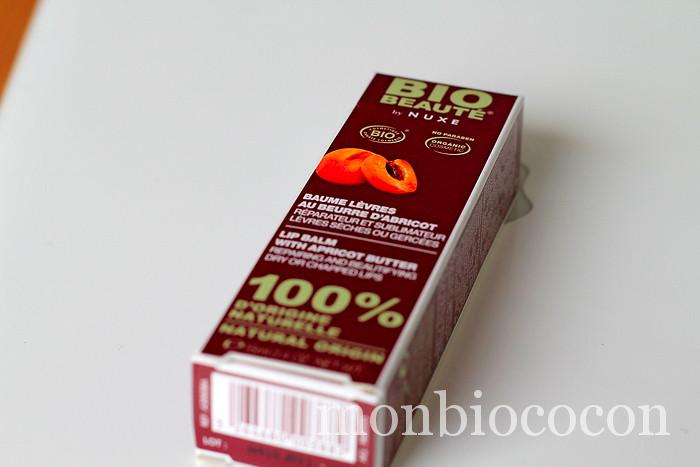 BIO
BEAUTÉ®
by NUXE
BIO
NO PARABEN
ORGANIC
COSMETIC
BAUME LÈVRES
AU BEURRE D'ABRICOT
RÉPARATEUR ET SUBLIMATEUR
LÈVRES SÈCHES OU GERCÉES
LIP BALM
WITH APRICOT BUTTER
REPAIRING AND BEAUTIFYING
DRY OR CHAPPED LIPS
100%
D'ORIGINE
NATURELLE
NATURAL ORIGIN
LOT :
monbiococon